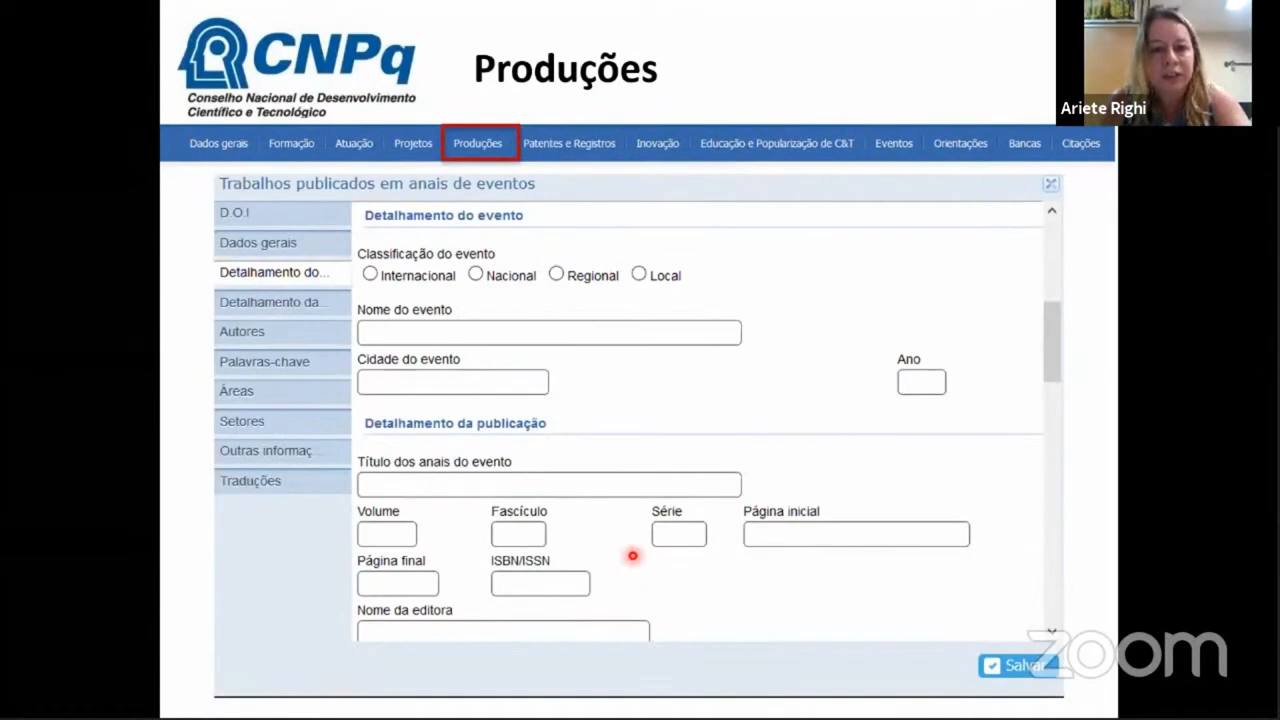 CNPq
Conselho Nacional de Desenvolvimento
Científico e Tecnológico
Produções
Ariete Righi
Dados gerais Formação Atuação Projetos Produções Patentes e Registros Inovação Educação e Popularização de C&T Eventos Orientações Bancas Citações
Trabalhos publicados em anais de eventos
D.O.I
Dados gerais
Detalhamento do...
Detalhamento da...
Autores
Palavras-chave
Áreas
Setores
Outras informaç...
Traduções
Detalhamento do evento
Classificação do evento
Internacional Nacional Regional Local
Nome do evento
Cidade do evento Ano
Detalhamento da publicação
Título dos anais do evento
Volume Fascículo Série Página inicial
Página final ISBN/ISSN
Nome da editora
Salvar
zoom